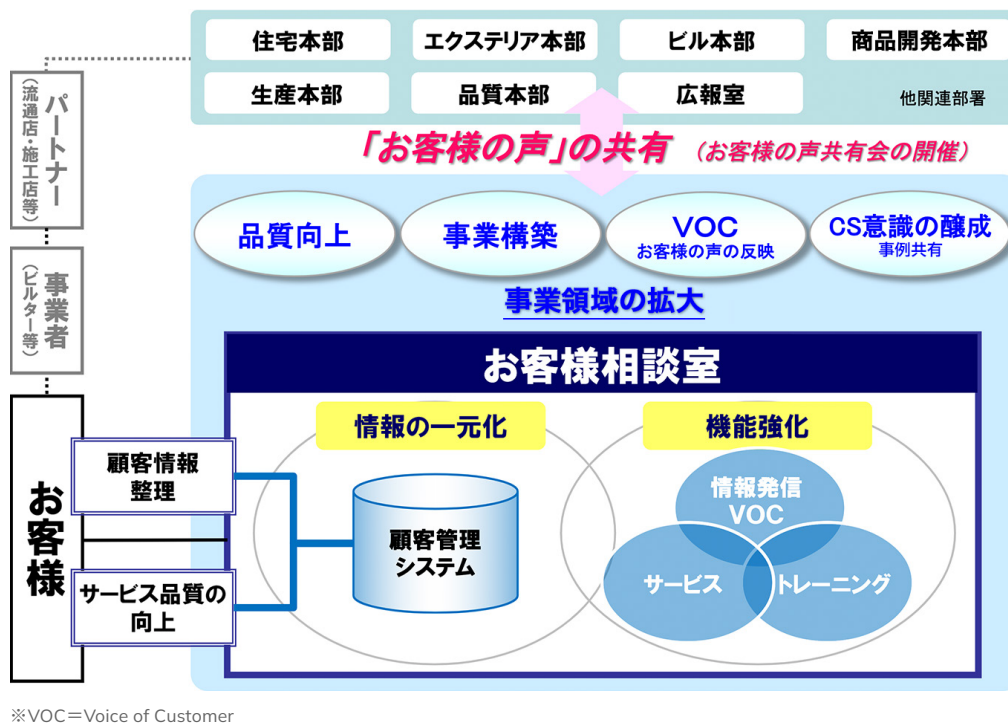 住宅本部
エクステリア本部
ビル本部
商品開発本部
生産本部
品質本部
広報室
他関連部署
「お客様の声」の共有 (お客様の声共有会の開催)
パートナー
(流通店・施工店等)
事業者
(ビルダー等)
お客様
品質向上
事業構築
VOC
お客様の声の反映
CS意識の醸成
事例共有
事業領域の拡大
お客様相談室
情報の一元化
機能強化
顧客情報
整理
サービス品質の
向上
顧客管理
システム
情報発信
VOC
サービス
トレーニング
※VOC＝Voice of Customer